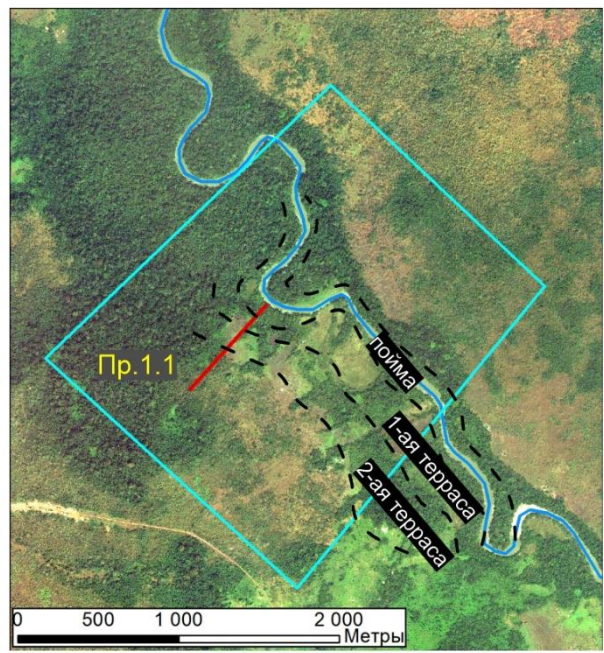 Пр.1.1
пойма
1-ая терраса
2-ая терраса
0 500 1 000 2 000
Метры